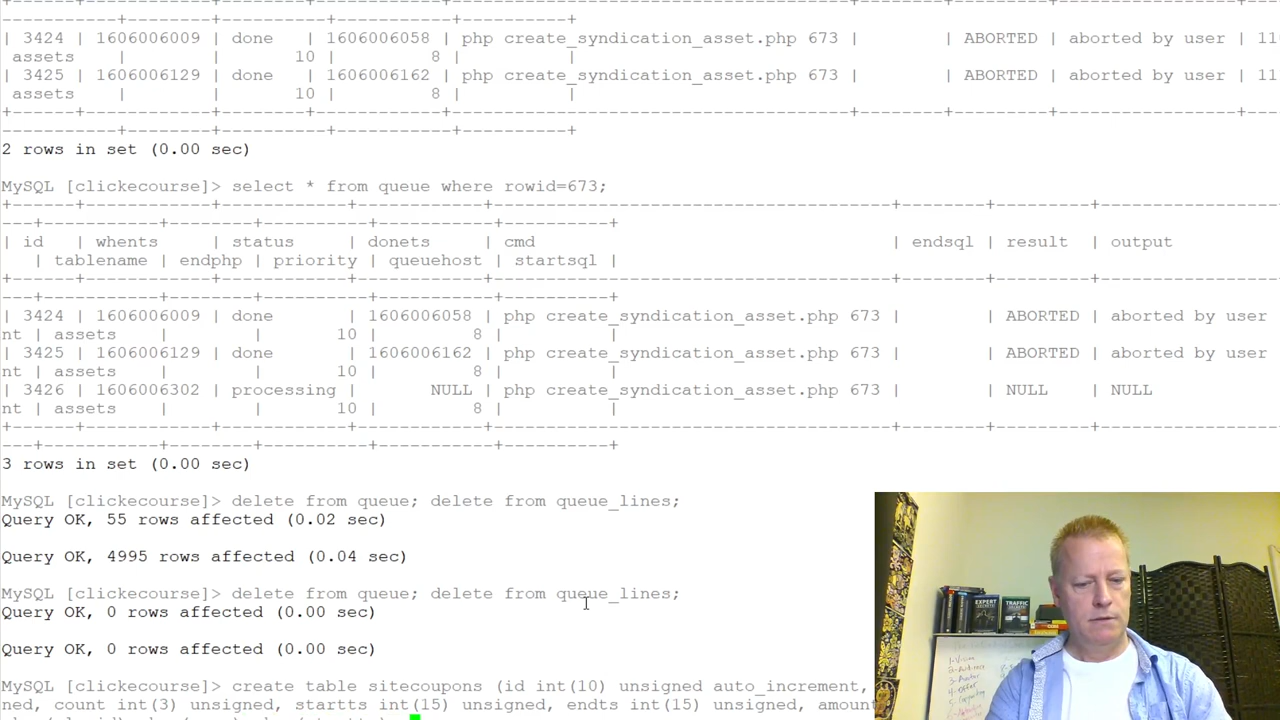 | 3424 | 1606006009 | done | 1606006058 | php create_syndication_asset.php 673 | | ABORTED | aborted by user | 11
assets | | 10 | 8 | |
| 3425 | 1606006129 | done | 1606006162 | php create_syndication_asset.php 673 | | ABORTED | aborted by user | 11
assets | | 10 | 8 | |
2 rows in set (0.00 sec)
MySQL [clickecourse]> select * from queue where rowid=673;
| id | whents | status | donets | cmd | endsql | result | output
| tablename | endphp | priority | queuehost | startsql |
| 3424 | 1606006009 | done | 1606006058 | php create_syndication_asset.php 673 | | ABORTED | aborted by user
nt | assets | | 10 | 8 | |
| 3425 | 1606006129 | done | 1606006162 | php create_syndication_asset.php 673 | | ABORTED | aborted by user
nt | assets | | 10 | 8 | |
| 3426 | 1606006302 | processing | NULL | php create_syndication_asset.php 673 | | NULL | NULL
nt | assets | | 10 | 8 | |
3 rows in set (0.00 sec)
MySQL [clickecourse]> delete from queue; delete from queue_lines;
Query OK, 55 rows affected (0.02 sec)
Query OK, 4995 rows affected (0.04 sec)
MySQL [clickecourse]> delete from queue; delete from queue_lines;
Query OK, 0 rows affected (0.00 sec)
Query OK, 0 rows affected (0.00 sec)
MySQL [clickecourse]> create table sitecoupons (id int(10) unsigned auto_increment,
ned, count int(3) unsigned, startts int(15) unsigned, endts int(15) unsigned, amount
EXPERT
SECRETS
TRAFFIC
SECRETS